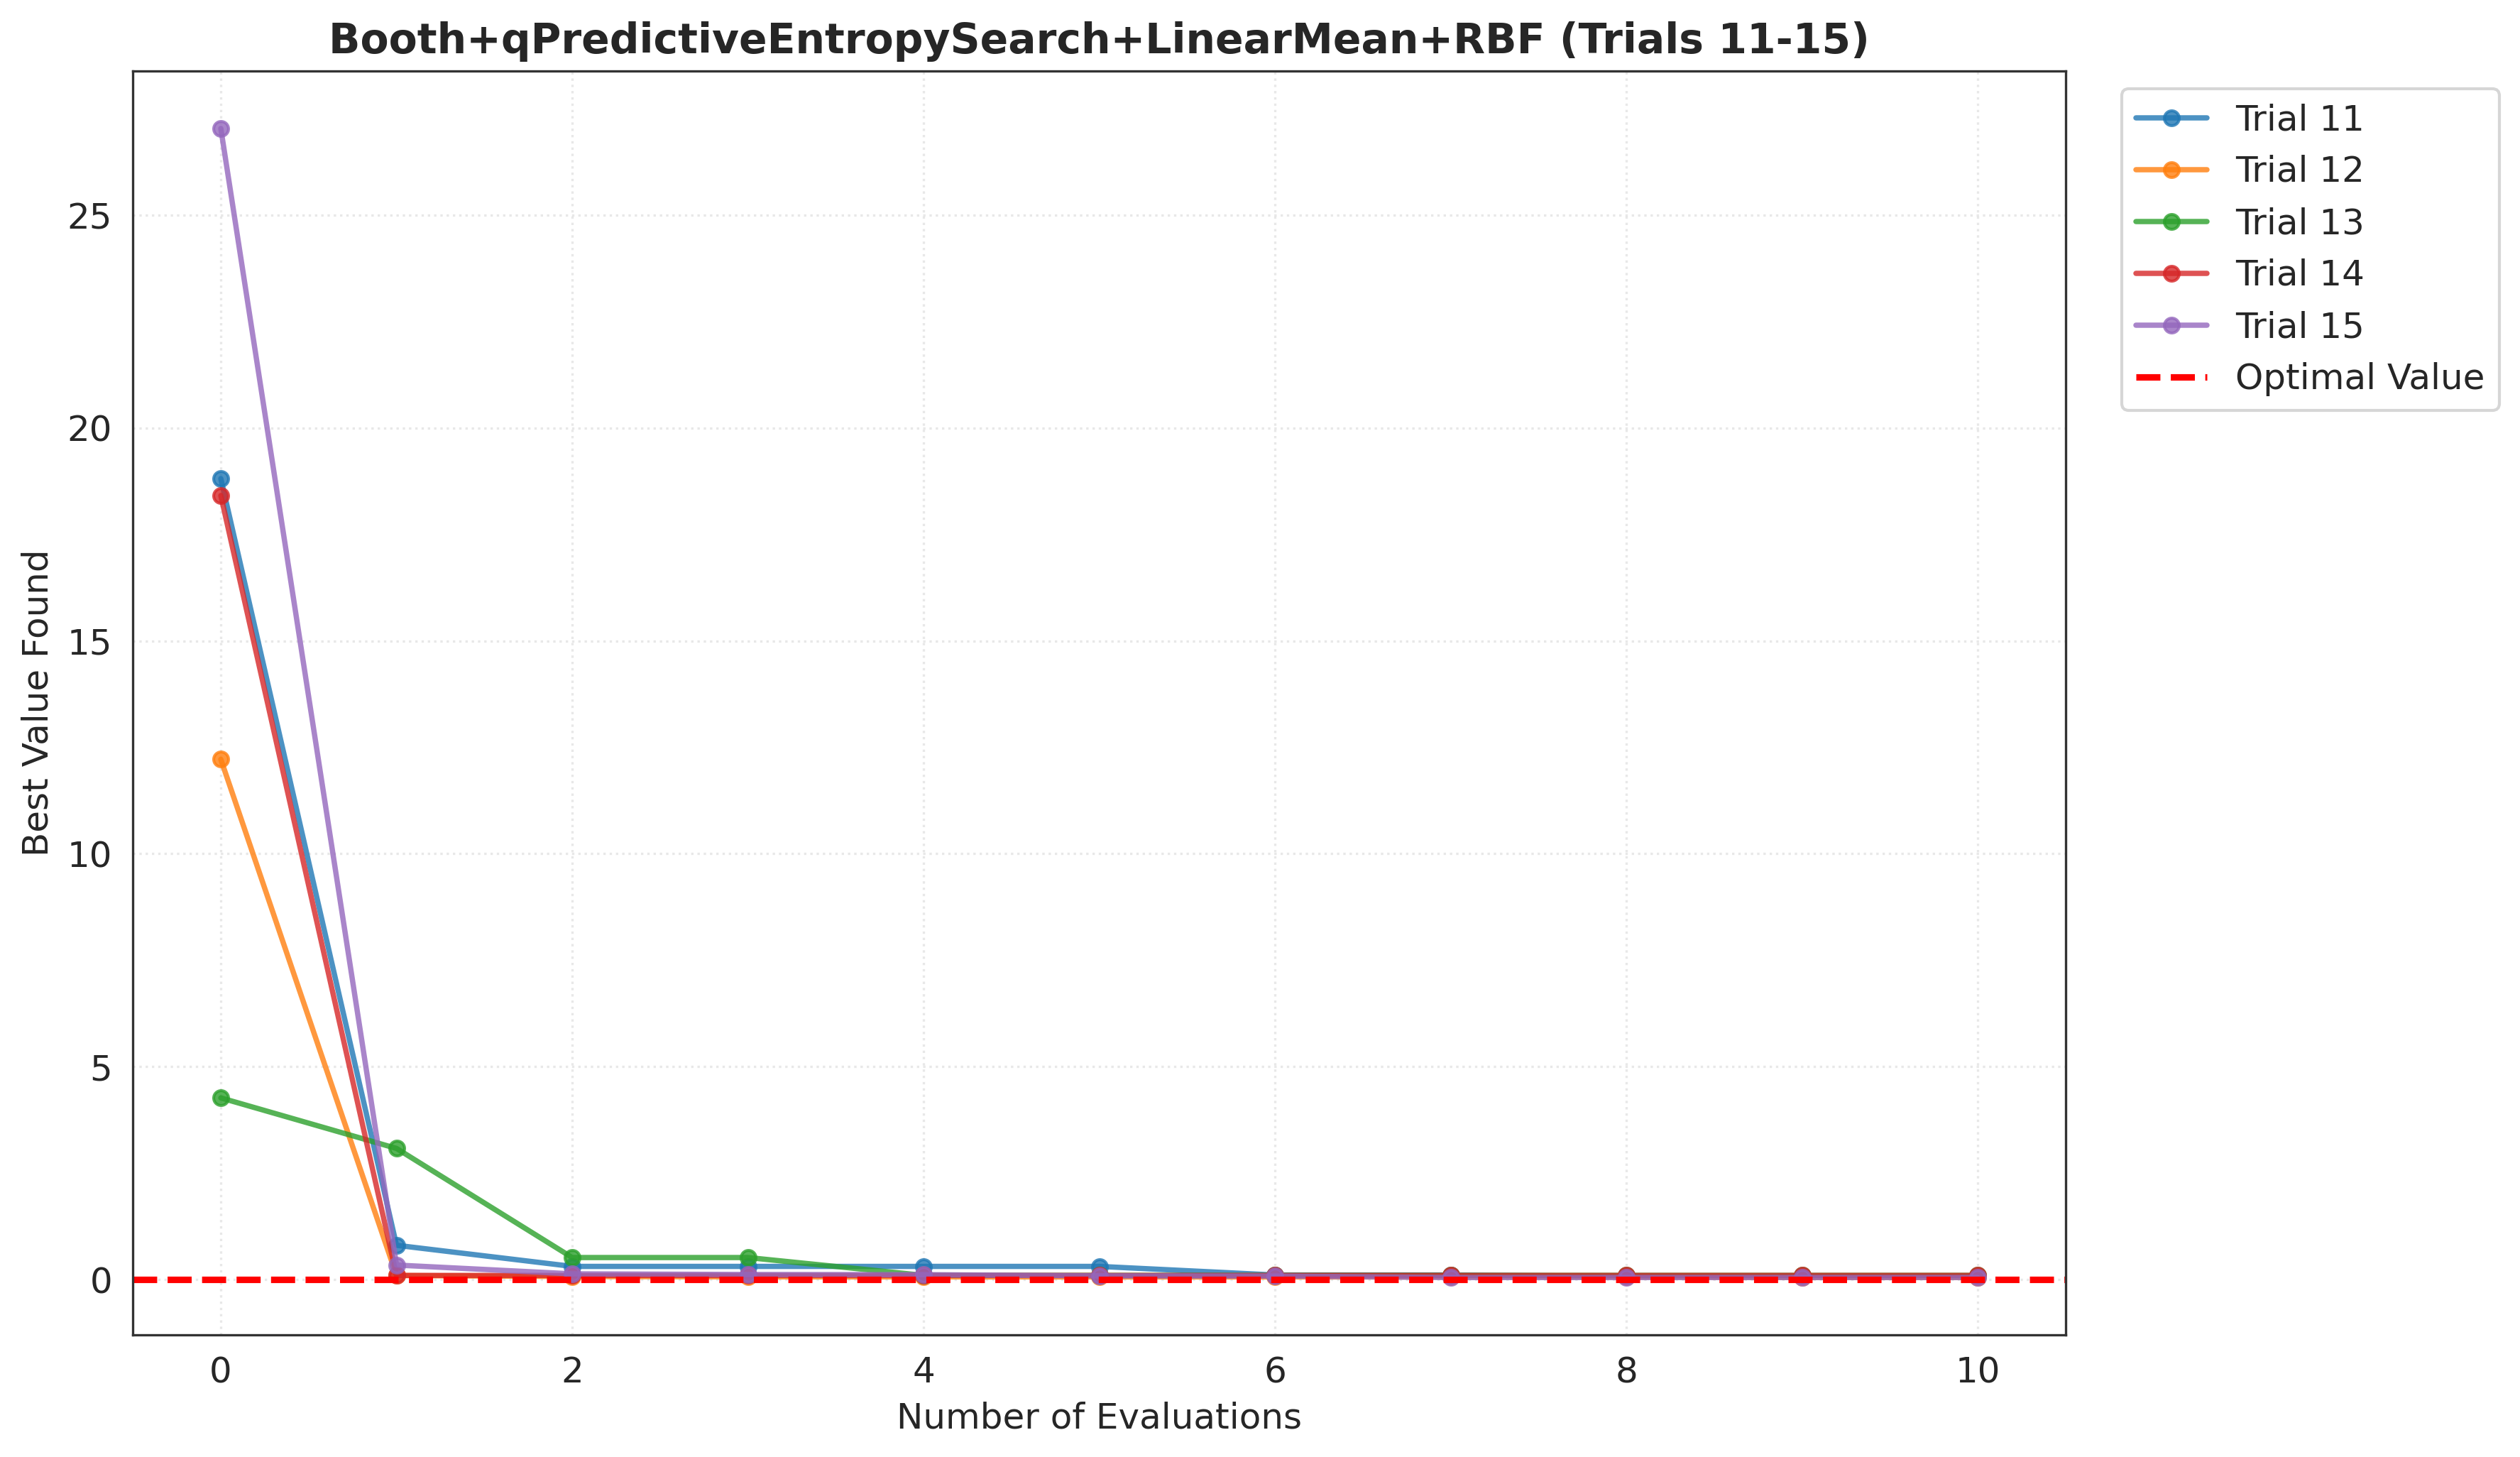 Booth+qPredictiveEntropySearch+LinearMean+RBF (Trials 11-15)
Trial 11
Trial 12
Trial 13
Trial 14
Trial 15
Optimal Value
Best Value Found
25
20
15
10
5
0
0 2 4 6 8 10
Number of Evaluations